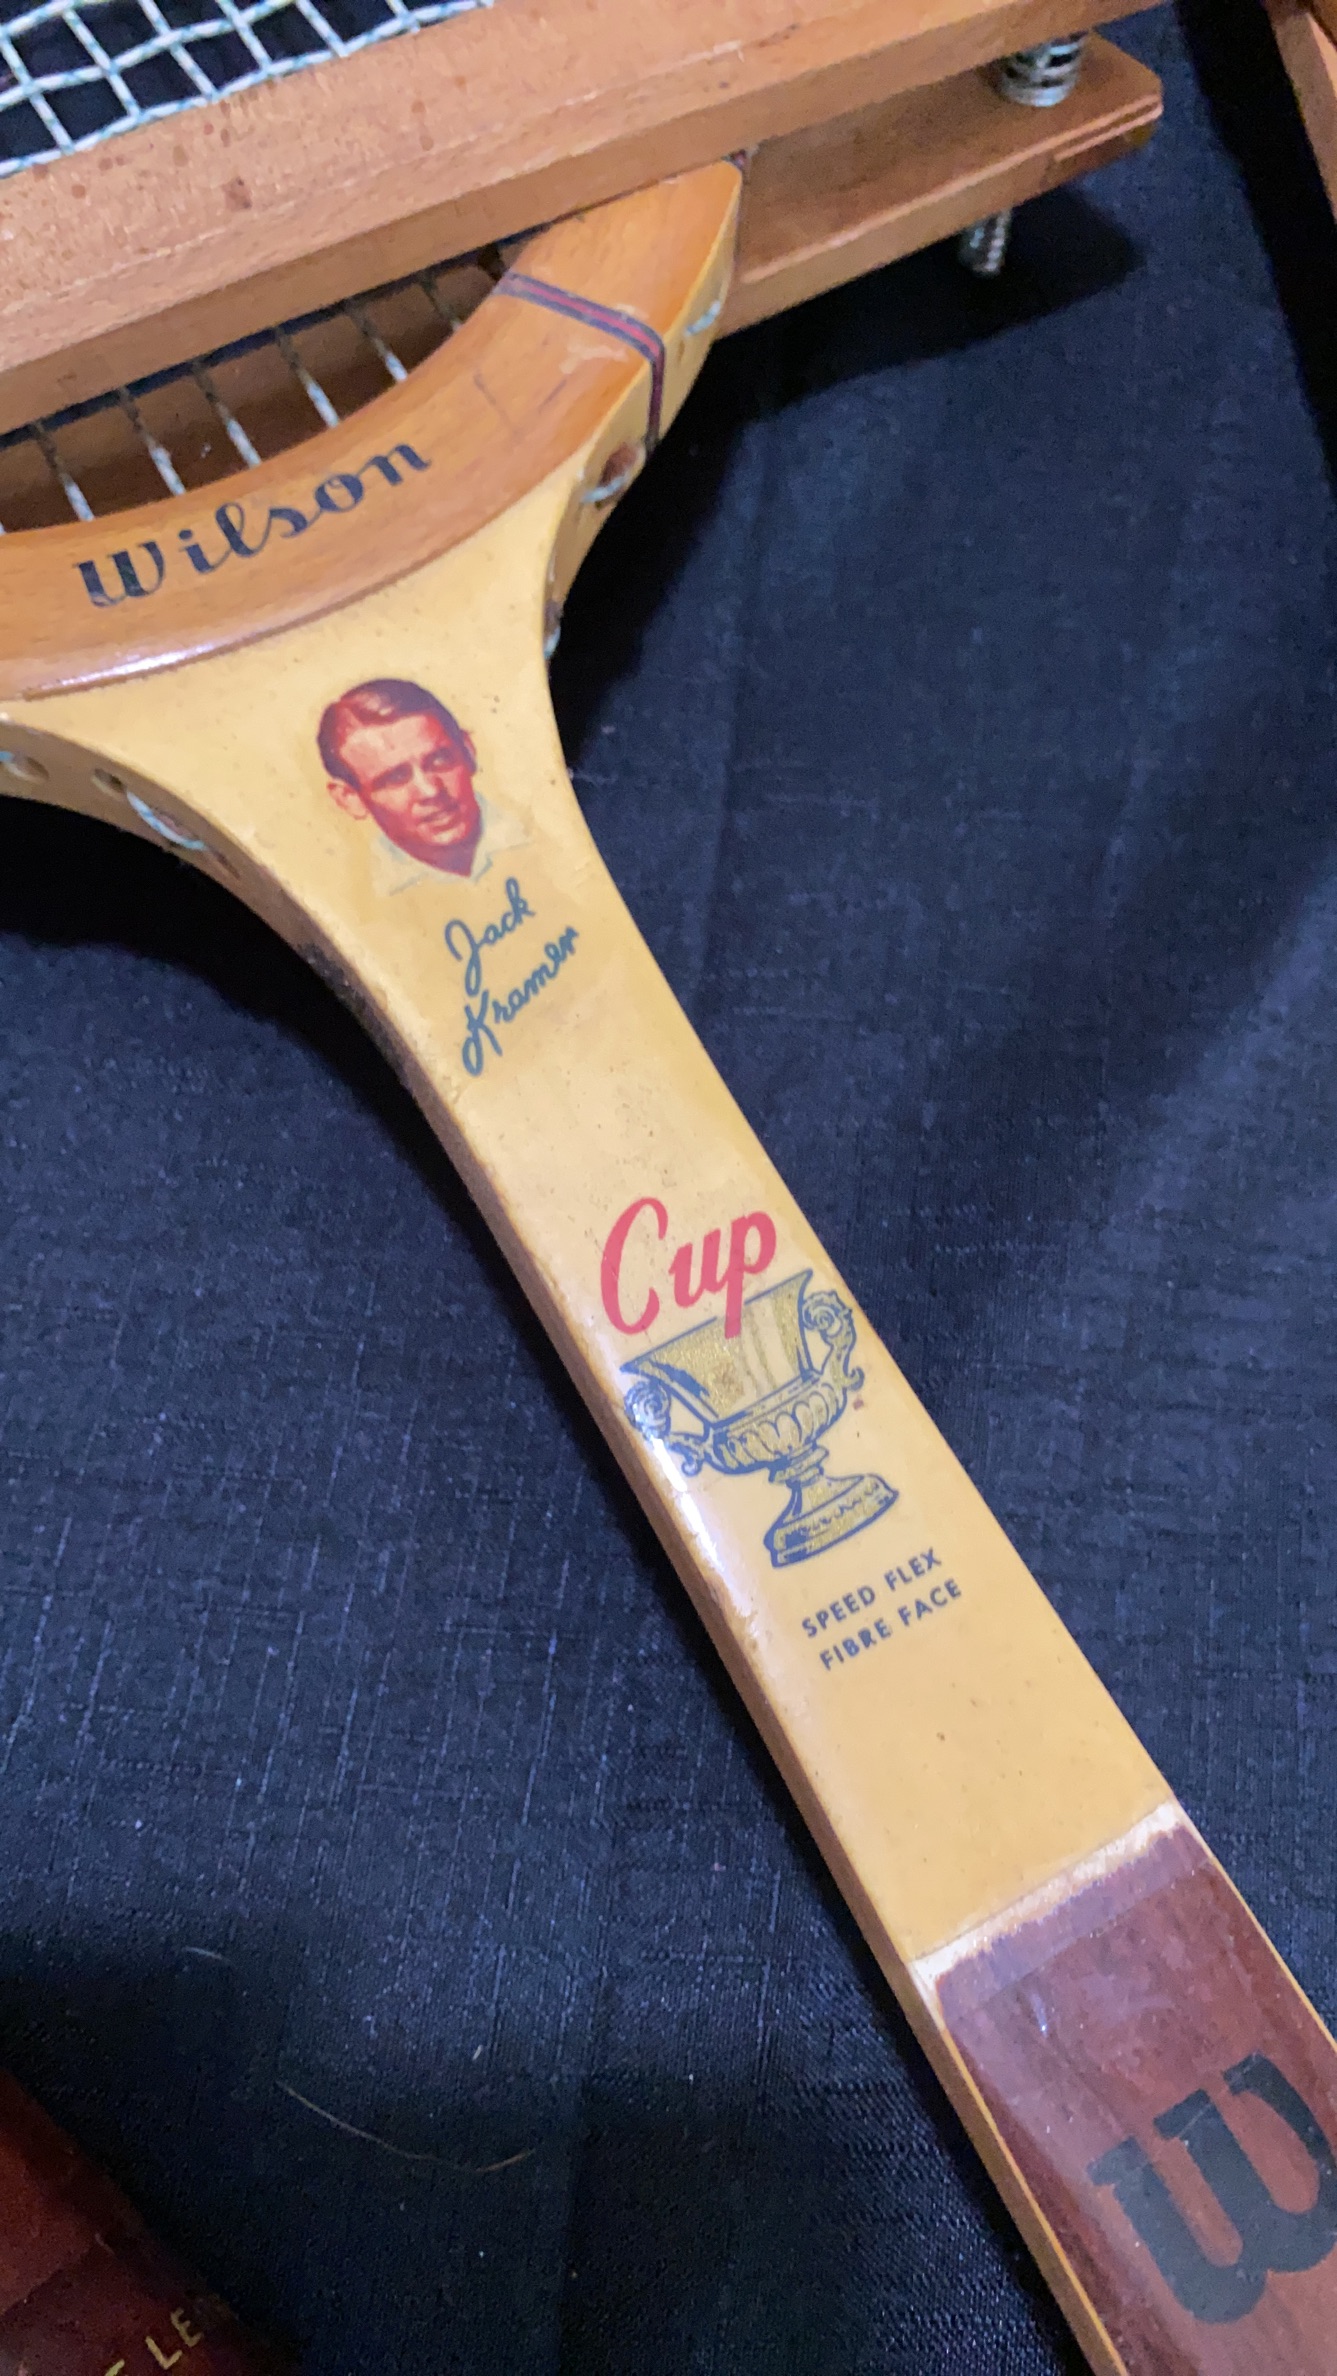 Wilson
Jack
Kramer
Cup
SPEED FLEX
FIBRE FACE
W